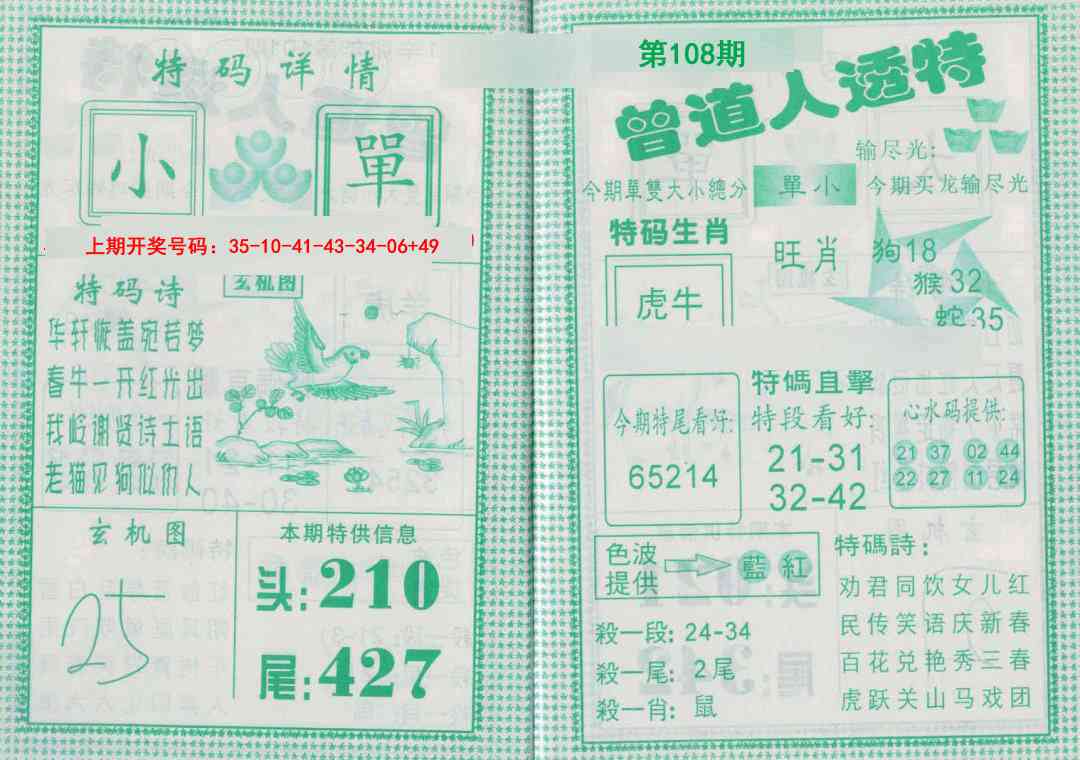 特码详情
小
單
上期开奖号码：35-10-41-43-34-06+49
特码诗
华轩惭盖宛若梦
春牛一开红光出
我收谢贤诗士语
老猫见狗似仇人
玄机图
玄机图
本期特供信息
头:210
尾:427
第108期
曾道人透特
输尽光:
今期單雙大小總分
單小
今期买龙输尽光
特码生肖
虎牛
旺肖
狗18
猴32
蛇35
今期特尾看好:
65214
特碼直擊
特段看好:
21-31
32-42
心水码提供:
21 37 02 44
22 27 11 24
色波
提供
藍 紅
殺一段: 24-34
殺一尾: 2尾
殺一肖: 鼠
特碼詩:
劝君同饮女儿红
民传笑语庆新春
百花兑艳秀三春
虎跃关山马戏团